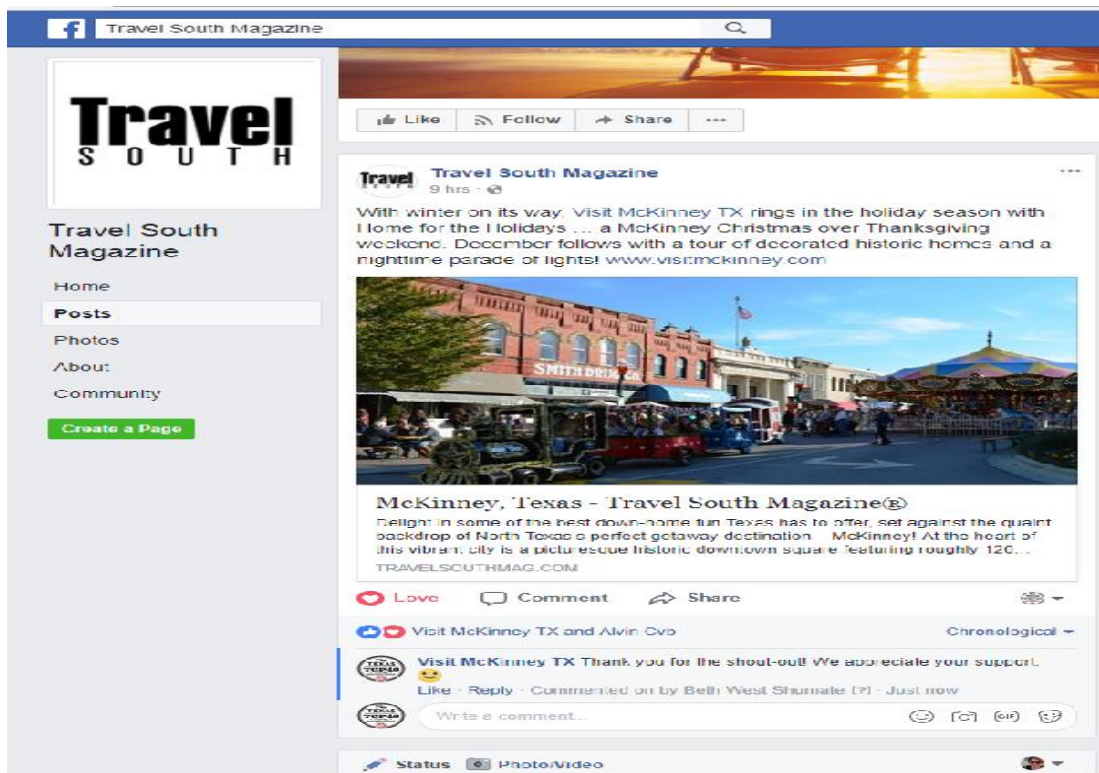 Travel South Magazine
Travel
SOUTH
Like Follow Share
Travel South
Magazine
Home
Posts
Photos
About
Community
Create a Page
Travel
Travel South Magazine
9 hrs ·
With winter on its way, Visit McKinney TX rings in the holiday season with
Home for the Holidays ... a McKinney Christmas over Thanksgiving
weekend. December follows with a tour of decorated historic homes and a
nighttime parade of lights! www.visitmckinney.com
SMITH DRUG CO.
McKinney, Texas - Travel South Magazine®
Delight in some of the best down-home fun Texas has to offer, set against the quaint
backdrop of North Texas's perfect getaway destination – McKinney! At the heart of
this vibrant city is a picturesque historic downtown square featuring roughly 120...
TRAVELSOUTHMAG.COM
Love Comment Share
Visit McKinney TX and Alvin Cvb Chronological
Visit McKinney TX Thank you for the shout-out! We appreciate your support.
Like · Reply · Commented on by Beth West Shumate [?] · Just now
Write a comment...
GIF
Status Photo/Video